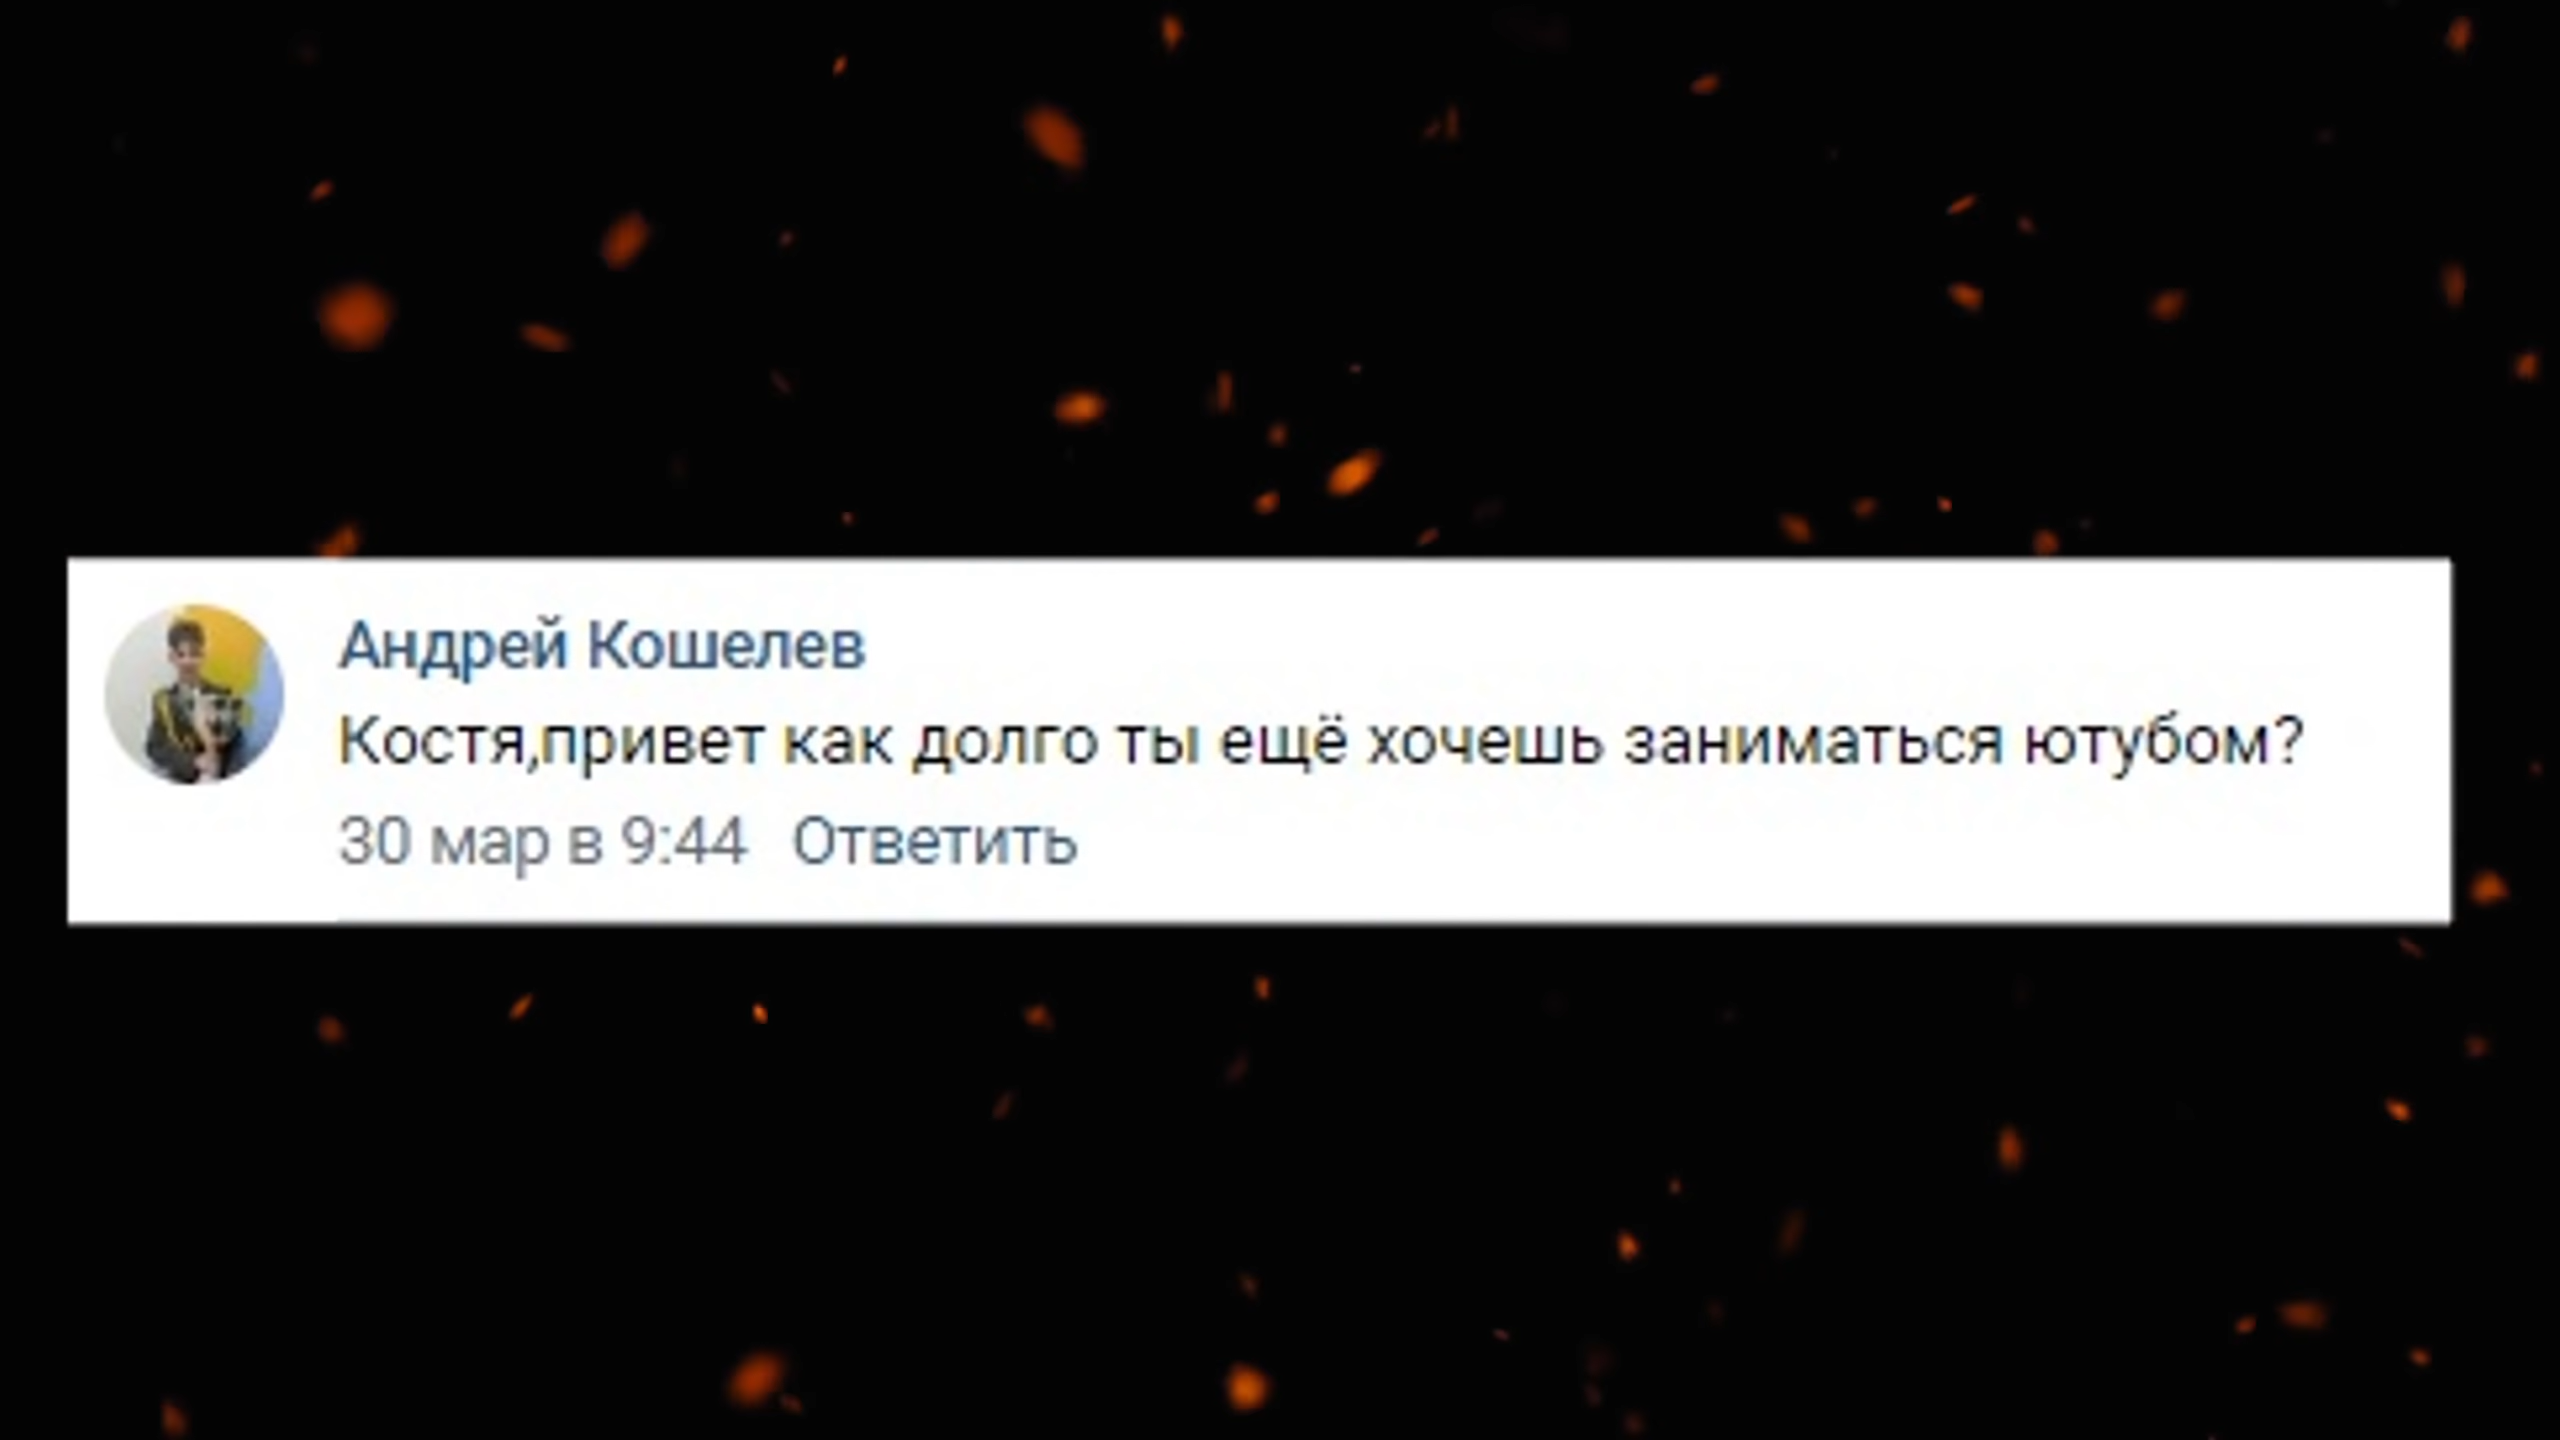 Андрей Кошелев
Костя,привет как долго ты ещё хочешь заниматься ютубом?
30 мар в 9:44 Ответить